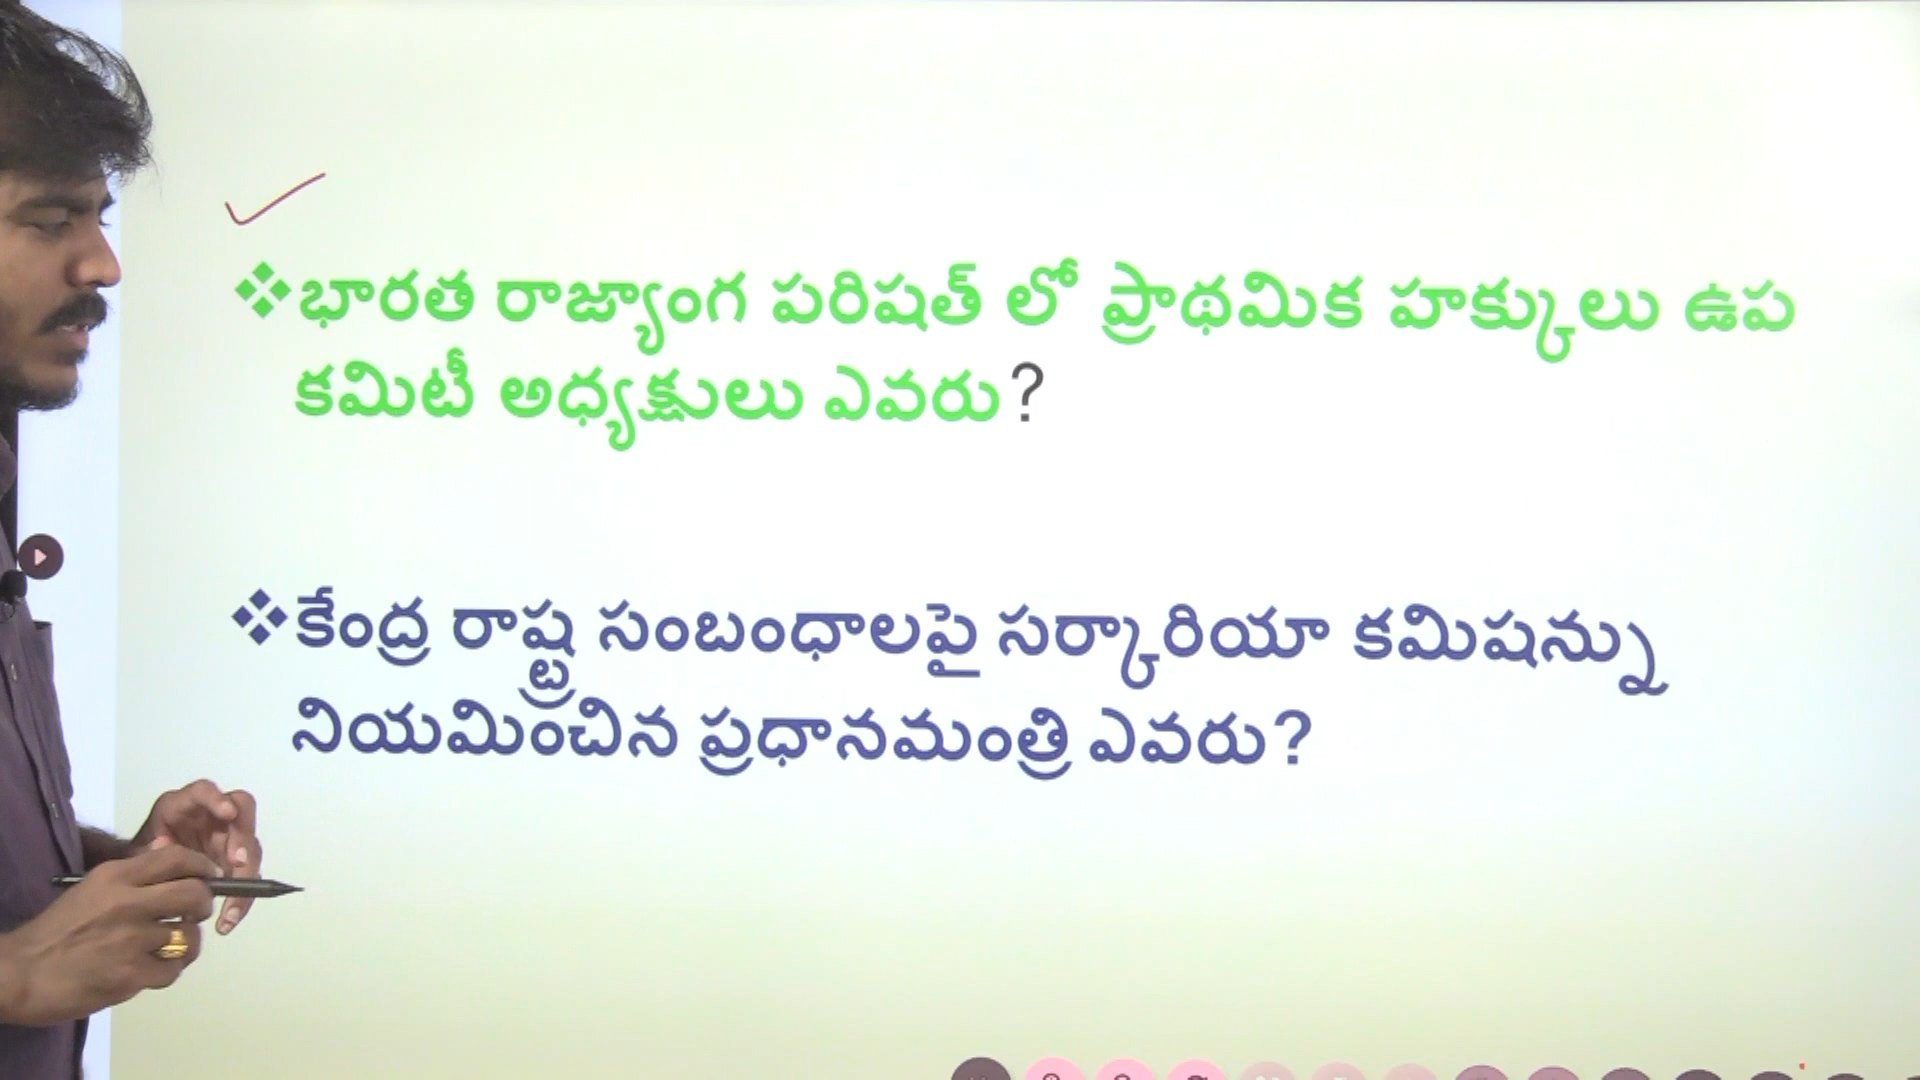 ❖భారత రాజ్యాంగ పరిషత్ లో ప్రాథమిక హక్కులు ఉప
కమిటీ అధ్యక్షులు ఎవరు?
❖కేంద్ర రాష్ట్ర సంబంధాలపై సర్కారియా కమిషన్ను
నియమించిన ప్రధానమంత్రి ఎవరు?